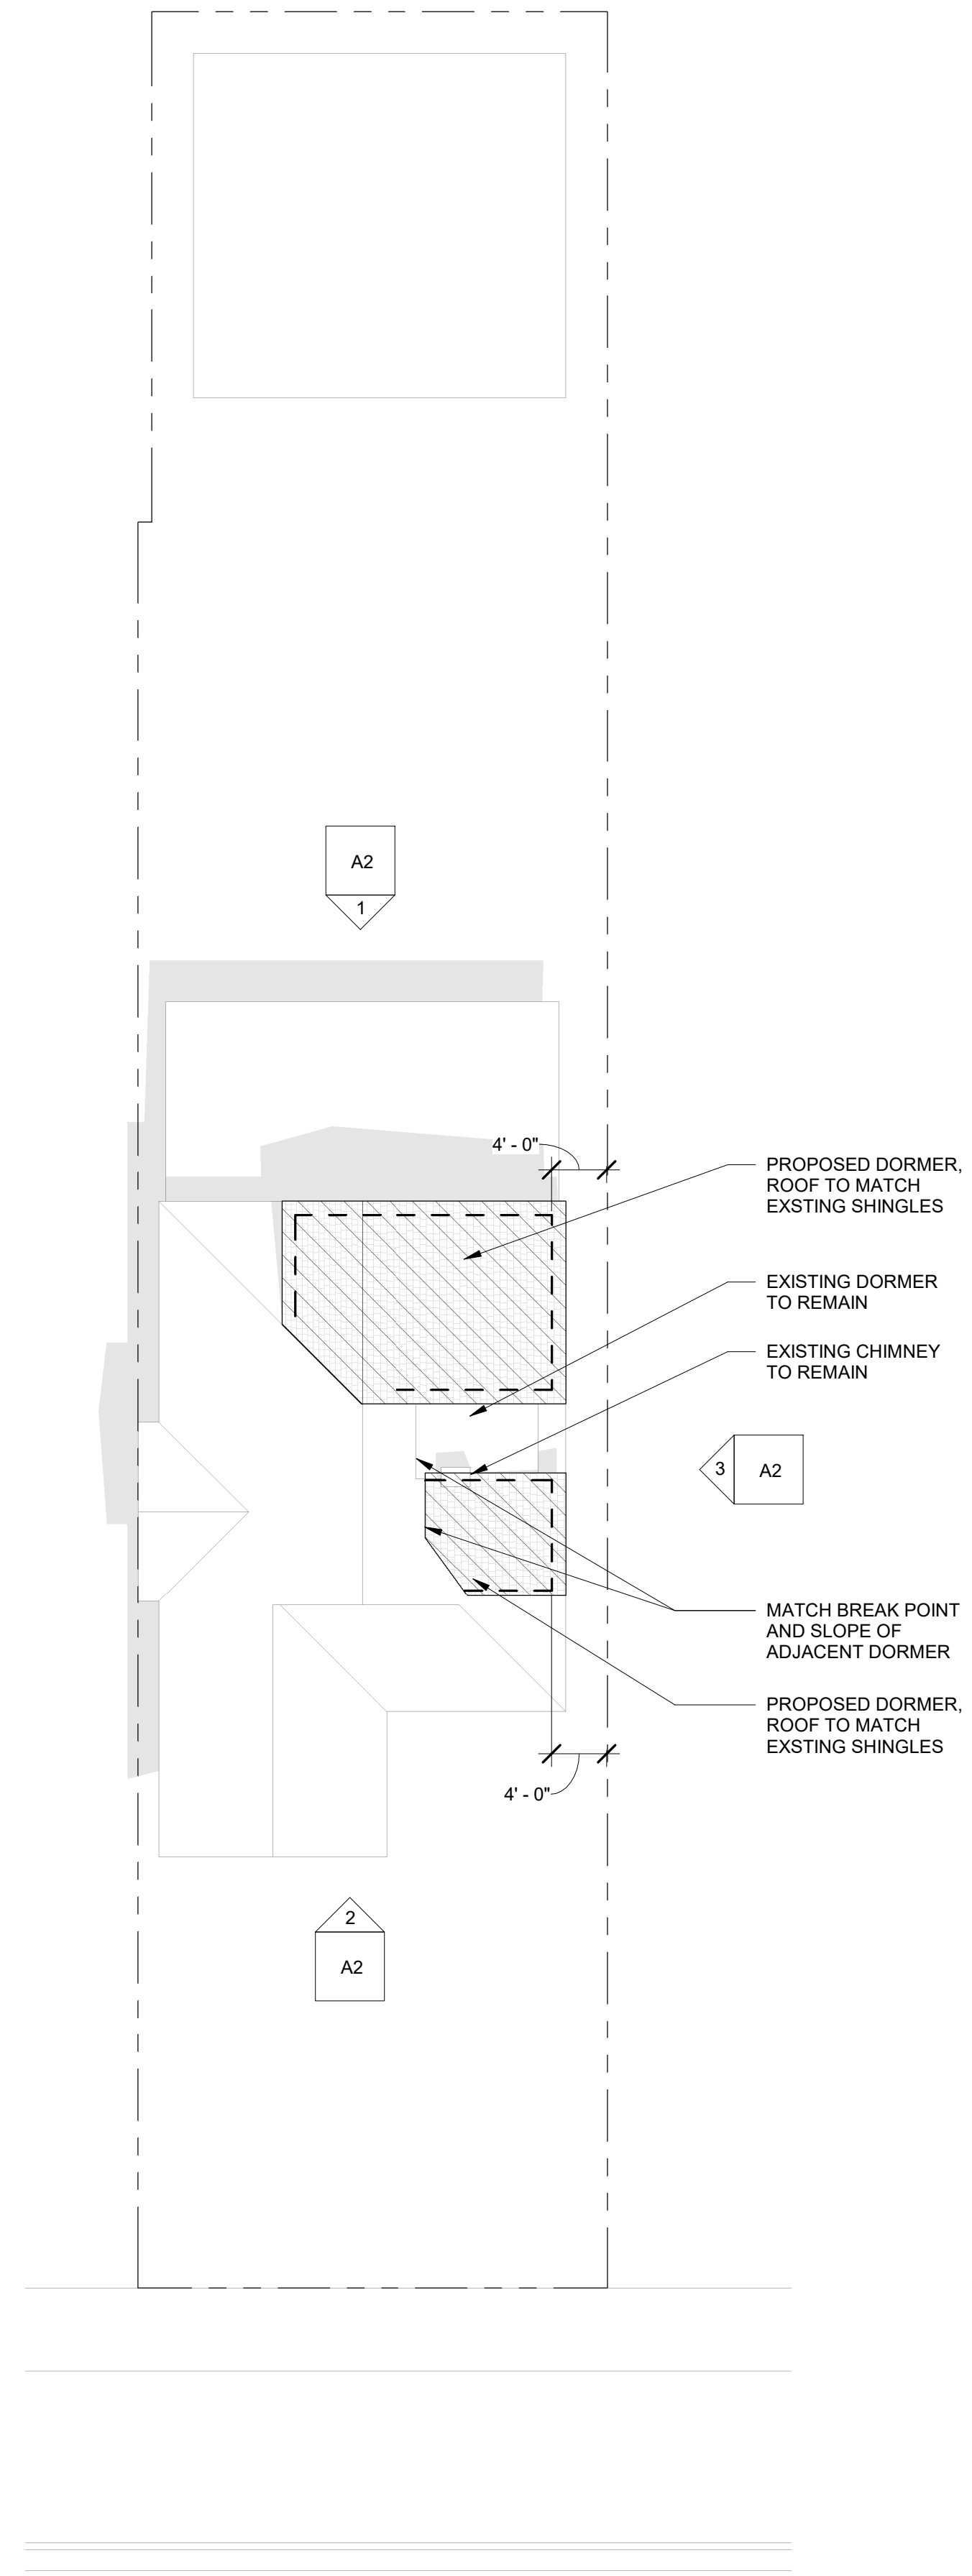 A2
1
4' - 0"
PROPOSED DORMER,
ROOF TO MATCH
EXSTING SHINGLES
EXISTING DORMER
TO REMAIN
EXISTING CHIMNEY
TO REMAIN
3
A2
MATCH BREAK POINT
AND SLOPE OF
ADJACENT DORMER
PROPOSED DORMER,
ROOF TO MATCH
EXSTING SHINGLES
4' - 0"
2
A2